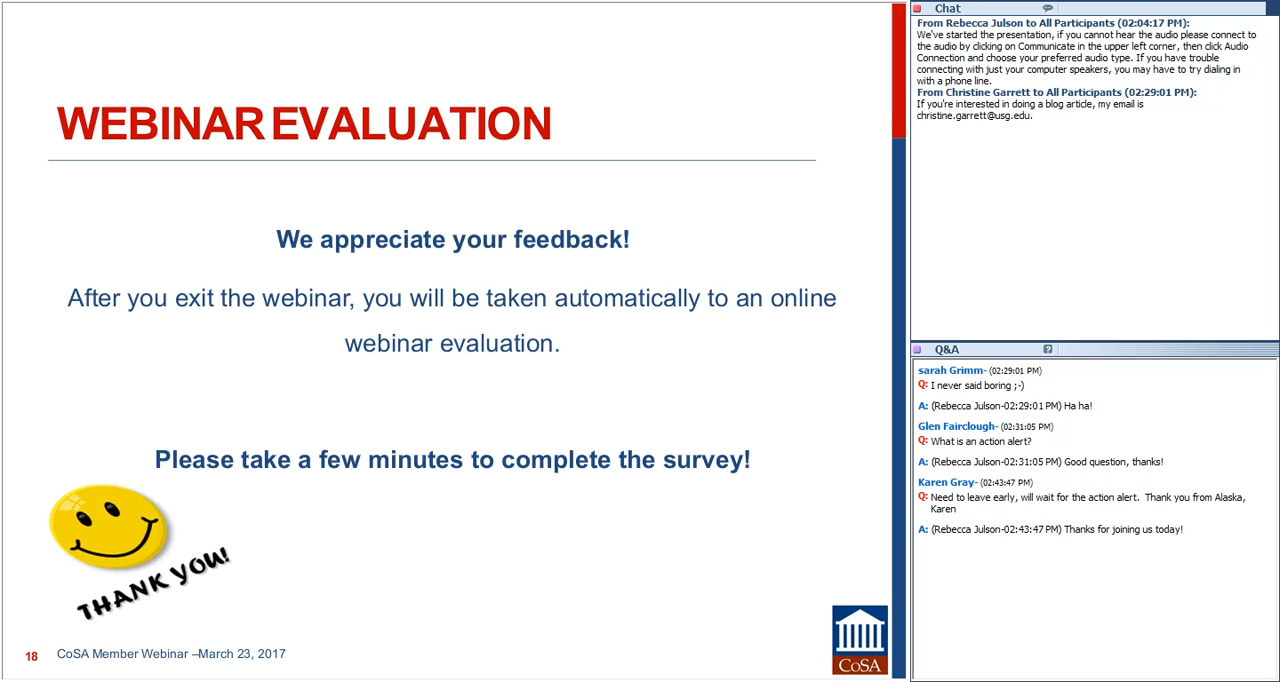 WEBINAR EVALUATION
We appreciate your feedback!
After you exit the webinar, you will be taken automatically to an online
webinar evaluation.
Please take a few minutes to complete the survey!
THANK YOU!
18 CoSA Member Webinar –March 23, 2017
CoSA
Chat
From Rebecca Julson to All Participants (02:04:17 PM):
We've started the presentation, if you cannot hear the audio please connect to
the audio by clicking on Communicate in the upper left corner, then click Audio
Connection and choose your preferred audio type. If you have trouble
connecting with just your computer speakers, you may have to try dialing in
with a phone line.
From Christine Garrett to All Participants (02:29:01 PM):
If you're interested in doing a blog article, my email is
christine.garrett@usg.edu.
Q&A
sarah Grimm- (02:29:01 PM)
Q: I never said boring ;-)
A: (Rebecca Julson-02:29:01 PM) Ha ha!
Glen Fairclough- (02:31:05 PM)
Q: What is an action alert?
A: (Rebecca Julson-02:31:05 PM) Good question, thanks!
Karen Gray- (02:43:47 PM)
Q: Need to leave early, will wait for the action alert. Thank you from Alaska,
Karen
A: (Rebecca Julson-02:43:47 PM) Thanks for joining us today!